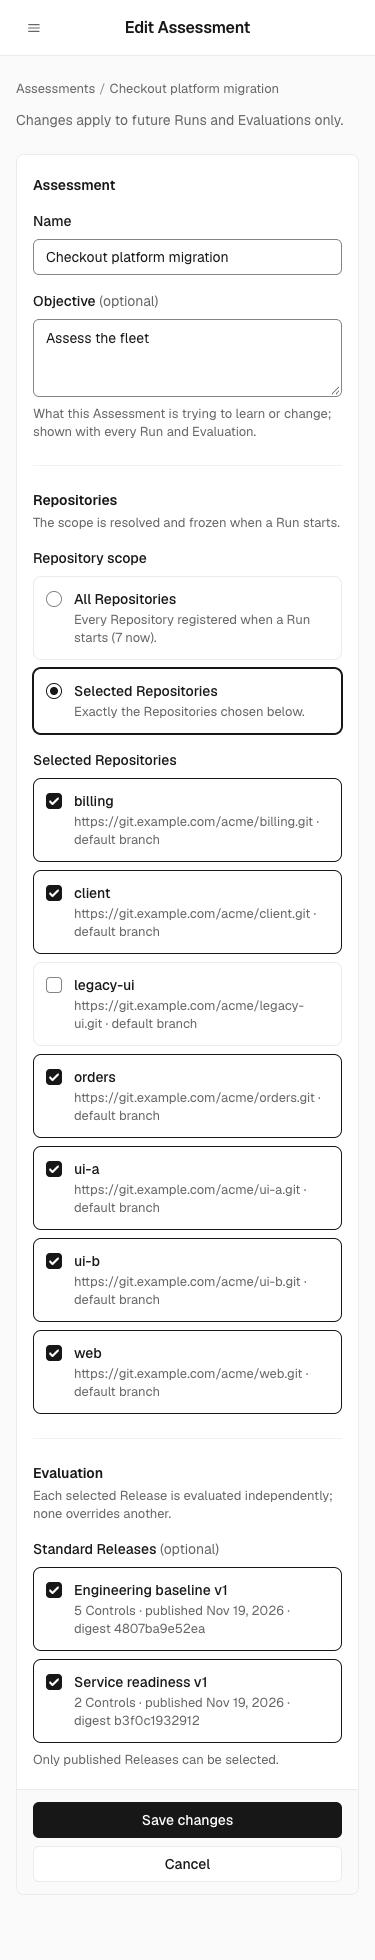 Edit Assessment
Assessments / Checkout platform migration
Changes apply to future Runs and Evaluations only.
Assessment
Name
Checkout platform migration
Objective (optional)
Assess the fleet
What this Assessment is trying to learn or change;
shown with every Run and Evaluation.
Repositories
The scope is resolved and frozen when a Run starts.
Repository scope
All Repositories
Every Repository registered when a Run
starts (7 now).
Selected Repositories
Exactly the Repositories chosen below.
Selected Repositories
billing
https://git.example.com/acme/billing.git ·
default branch
client
https://git.example.com/acme/client.git ·
default branch
legacy-ui
https://git.example.com/acme/legacy-
ui.git · default branch
orders
https://git.example.com/acme/orders.git ·
default branch
ui-a
https://git.example.com/acme/ui-a.git ·
default branch
ui-b
https://git.example.com/acme/ui-b.git ·
default branch
web
https://git.example.com/acme/web.git ·
default branch
Evaluation
Each selected Release is evaluated independently;
none overrides another.
Standard Releases (optional)
Engineering baseline v1
5 Controls · published Nov 19, 2026 ·
digest 4807ba9e52ea
Service readiness v1
2 Controls · published Nov 19, 2026 ·
digest b3f0c1932912
Only published Releases can be selected.
Save changes
Cancel